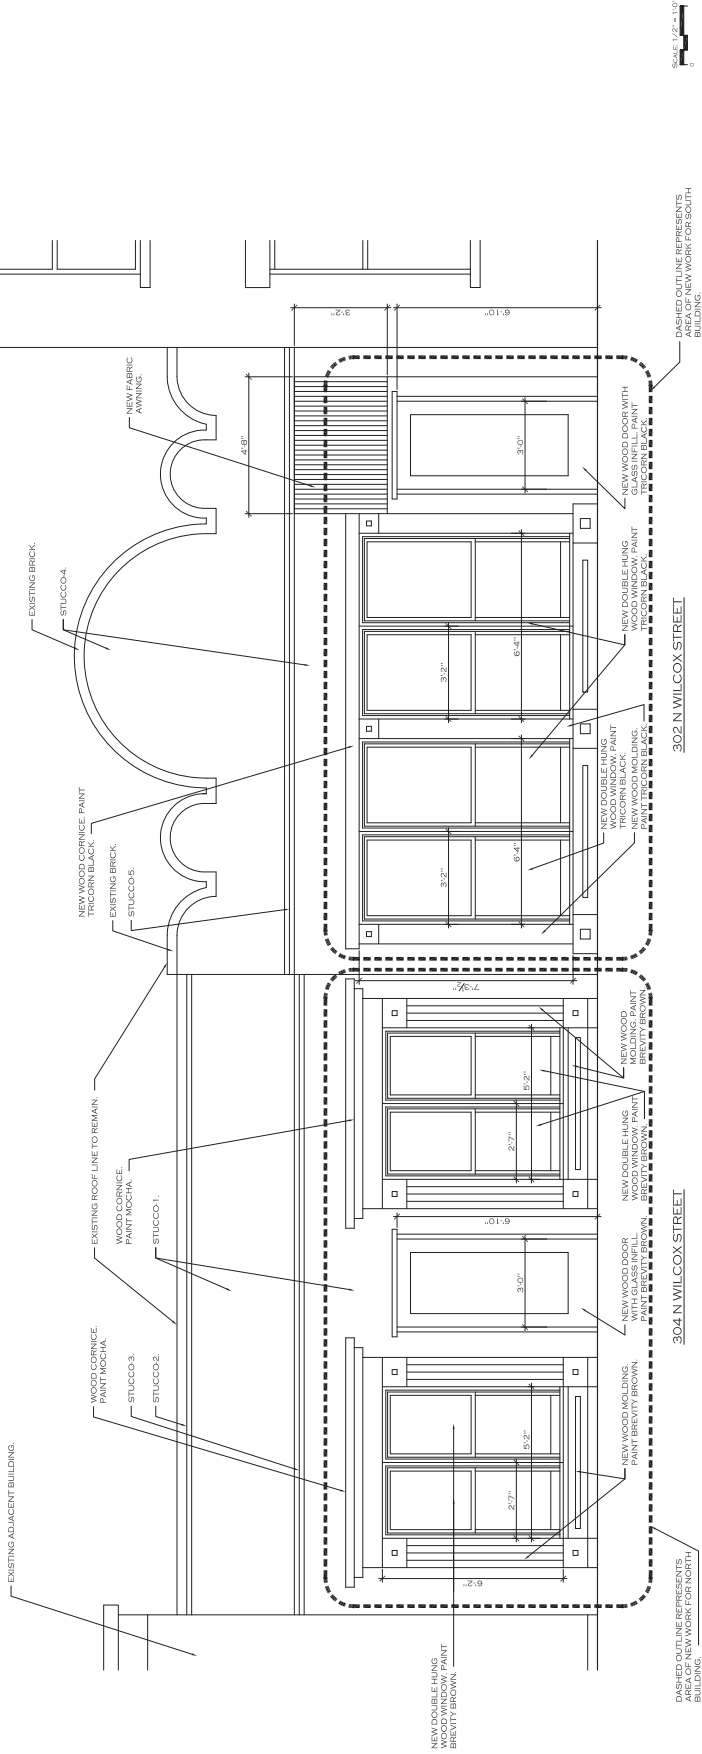 EXISTING ADJACENT BUILDING.
WOOD CORNICE.
PAINT MOCHA.
STUCCO-3.
STUCCO-2.
EXISTING ROOF LINE TO REMAIN.
WOOD CORNICE.
PAINT MOCHA.
STUCCO-1.
NEW WOOD CORNICE. PAINT
TRICORN BLACK.
EXISTING BRICK.
STUCCO-5.
EXISTING BRICK.
STUCCO-4.
NEW FABRIC
AWNING.
4'-8"
3'-2"
6'-10"
NEW DOUBLE HUNG
WOOD WINDOW. PAINT
BREVITY BROWN.
6'-2"
2'-7"
5'-2"
3'-0"
6'-10"
2'-7"
5'-2"
3'-2"
6'-4"
3'-2"
6'-4"
3'-0"
NEW WOOD MOLDING.
PAINT BREVITY BROWN.
NEW WOOD DOOR
WITH GLASS INFILL.
PAINT BREVITY BROWN.
NEW DOUBLE HUNG
WOOD WINDOW. PAINT
BREVITY BROWN.
NEW WOOD
MOLDING. PAINT
BREVITY BROWN.
NEW DOUBLE HUNG
WOOD WINDOW. PAINT
TRICORN BLACK.
NEW WOOD MOLDING.
PAINT TRICORN BLACK.
NEW DOUBLE HUNG
WOOD WINDOW. PAINT
TRICORN BLACK.
NEW WOOD DOOR WITH
GLASS INFILL. PAINT
TRICORN BLACK.
DASHED OUTLINE REPRESENTS
AREA OF NEW WORK FOR NORTH
BUILDING.
304 N WILCOX STREET
302 N WILCOX STREET
DASHED OUTLINE REPRESENTS
AREA OF NEW WORK FOR SOUTH
BUILDING.
SCALE: 1/2" = 1'-0"
0